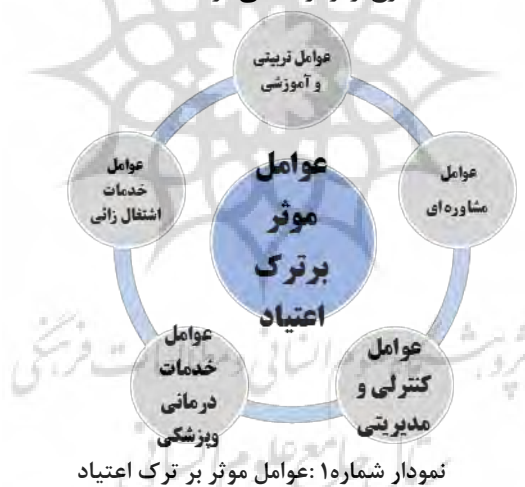 عوامل تربیتی
و آموزشی
عوامل
مشاوره ای
عوامل
کنترلی و
مدیریتی
عوامل
خدمات
درمانی
وپزشکی
عوامل
خدمات
اشتغال زائی
عوامل
موثر
برترک
اعتیاد
نمودار شماره۱ :عوامل موثر بر ترک اعتیاد